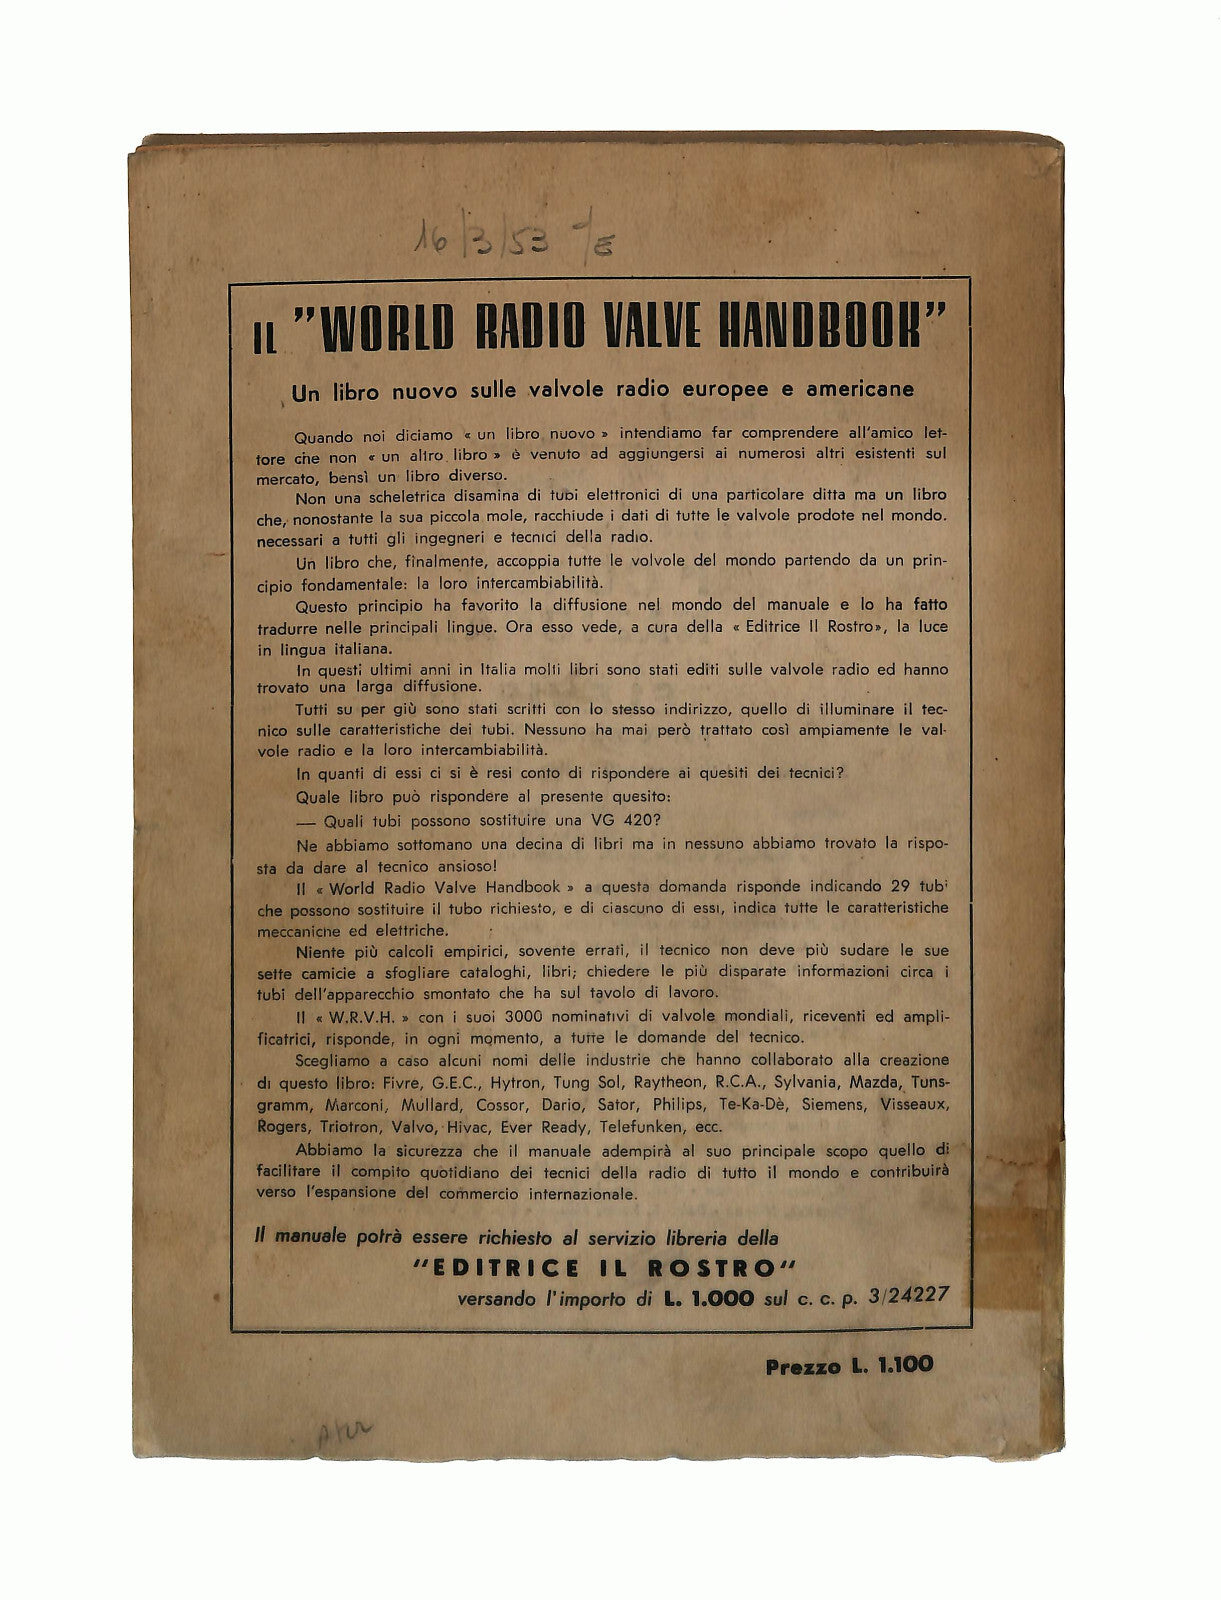 16/3/53
IL "WORLD RADIO VALVE HANDBOOK"
Un libro nuovo sulle valvole radio europee e americane
Quando noi diciamo « un libro nuovo » intendiamo far comprendere all'amico let-
tore che non « un altro libro » è venuto ad aggiungersi ai numerosi altri esistenti sul
mercato, bensì un libro diverso.
Non una scheletrica disamina di tubi elettronici di una particolare ditta ma un libro
che, nonostante la sua piccola mole, racchiude i dati di tutte le valvole prodote nel mondo.
necessari a tutti gli ingegneri e tecnici della radio.
Un libro che, finalmente, accoppia tutte le volvole del mondo partendo da un prin-
cipio fondamentale: la loro intercambiabilità.
Questo principio ha favorito la diffusione nel mondo del manuale e lo ha fatto
tradurre nelle principali lingue. Ora esso vede, a cura della « Editrice Il Rostro», la luce
in lingua italiana.
In questi ultimi anni in Italia molti libri sono stati editi sulle valvole radio ed hanno
trovato una larga diffusione.
Tutti su per giù sono stati scritti con lo stesso indirizzo, quello di illuminare il tec-
nico sulle caratteristiche dei tubi. Nessuno ha mai però trattato così ampiamente le val-
vole radio e la loro intercambiabilità.
In quanti di essi ci si è resi conto di rispondere ai quesiti dei tecnici?
Quale libro può rispondere al presente quesito:
— Quali tubi possono sostituire una VG 420?
Ne abbiamo sottomano una decina di libri ma in nessuno abbiamo trovato la rispo-
sta da dare al tecnico ansioso!
Il « World Radio Valve Handbook » a questa domanda risponde indicando 29 tubi
che possono sostituire il tubo richiesto, e di ciascuno di essi, indica tutte le caratteristiche
meccaniche ed elettriche.
Niente più calcoli empirici, sovente errati, il tecnico non deve più sudare le sue
sette camicie a sfogliare cataloghi, libri; chiedere le più disparate informazioni circa i
tubi dell'apparecchio smontato che ha sul tavolo di lavoro.
Il « W.R.V.H. » con i suoi 3000 nominativi di valvole mondiali, riceventi ed ampli-
ficatrici, risponde, in ogni momento, a tutte le domande del tecnico.
Scegliamo a caso alcuni nomi delle industrie che hanno collaborato alla creazione
di questo libro: Fivre, G.E.C., Hytron, Tung Sol, Raytheon, R.C.A., Sylvania, Mazda, Tuns-
gramm, Marconi, Mullard, Cossor, Dario, Sator, Philips, Te-Ka-Dè, Siemens, Visseaux,
Rogers, Triotron, Valvo, Hivac, Ever Ready, Telefunken, ecc.
Abbiamo la sicurezza che il manuale adempirà al suo principale scopo quello di
facilitare il compito quotidiano dei tecnici della radio di tutto il mondo e contribuirà
verso l'espansione del commercio internazionale.
Il manuale potrà essere richiesto al servizio libreria della
"EDITRICE IL ROSTRO"
versando l'importo di L. 1.000 sul c. c. p. 3/24227
Prezzo L. 1.100